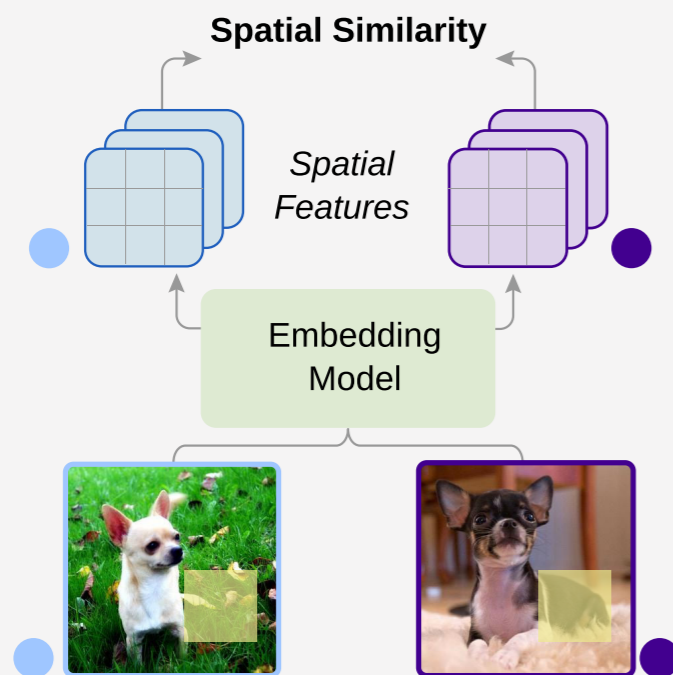 Spatial Similarity
Spatial
Features
Embedding
Model